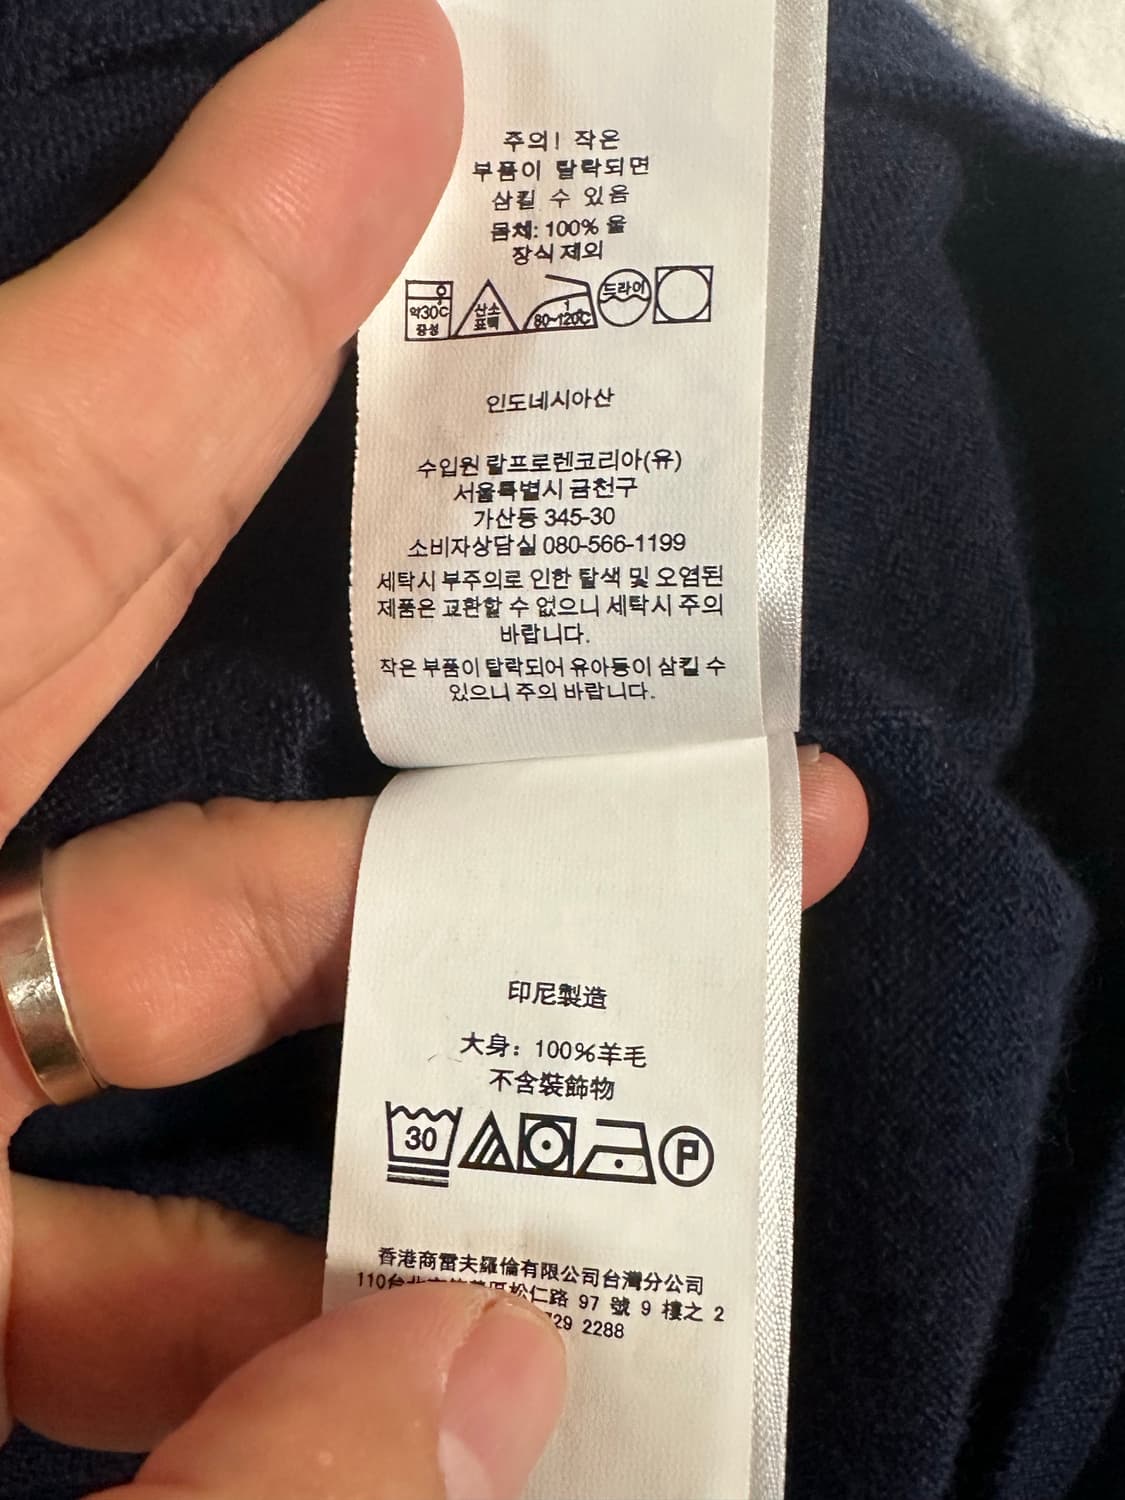 주의! 작은
부품이 탈락되면
삼킬 수 있음
몸체: 100% 울
장식 제외
약30℃
중성
산소
표백
1
80~120℃
드라이
인도네시아산
수입원 랄프로렌코리아(유)
서울특별시 금천구
가산동 345-30
소비자상담실 080-566-1199
세탁시 부주의로 인한 탈색 및 오염된
제품은 교환할 수 없으니 세탁시 주의
바랍니다.
작은 부품이 탈락되어 유아등이 삼킬 수
있으니 주의 바랍니다.
印尼製造
大身：100%羊毛
不含裝飾物
30
P
香港商雷夫羅倫有限公司台灣分公司
110台北 松仁路 97 號 9 樓之 2
729 2288